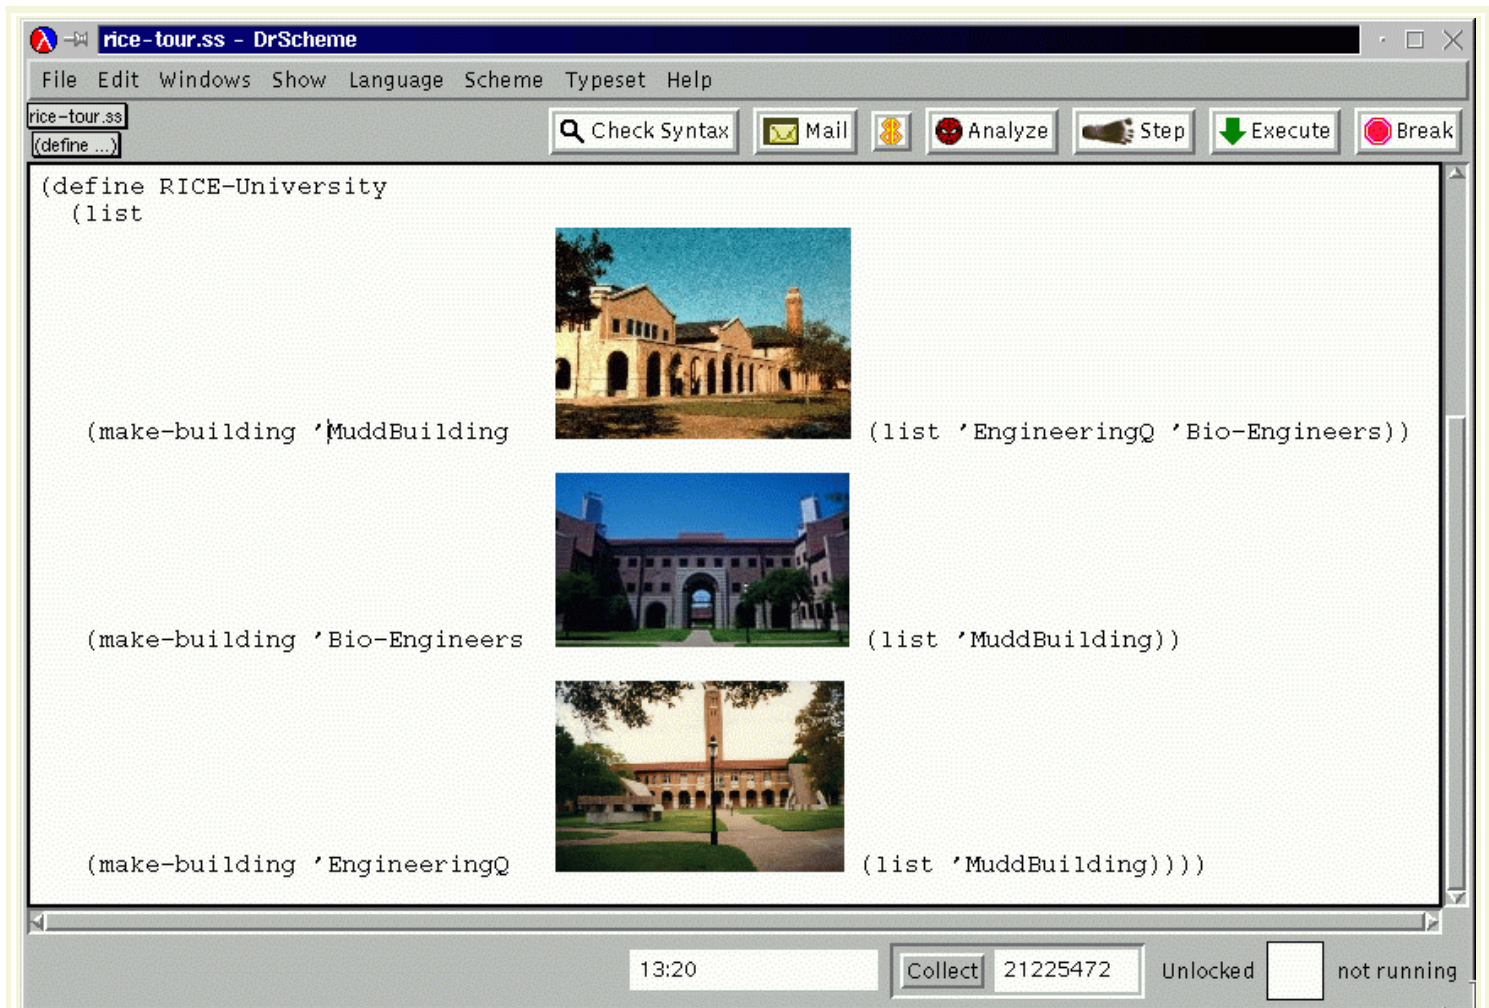 rice-tour.ss - DrScheme
File Edit Windows Show Language Scheme Typeset Help
rice-tour.ss
(define ...)
Check Syntax Mail Analyze Step Execute Break
(define RICE-University
(list
(make-building 'MuddBuilding (list 'EngineeringQ 'Bio-Engineers))
(make-building 'Bio-Engineers (list 'MuddBuilding))
(make-building 'EngineeringQ (list 'MuddBuilding))))
13:20 Collect 21225472 Unlocked not running